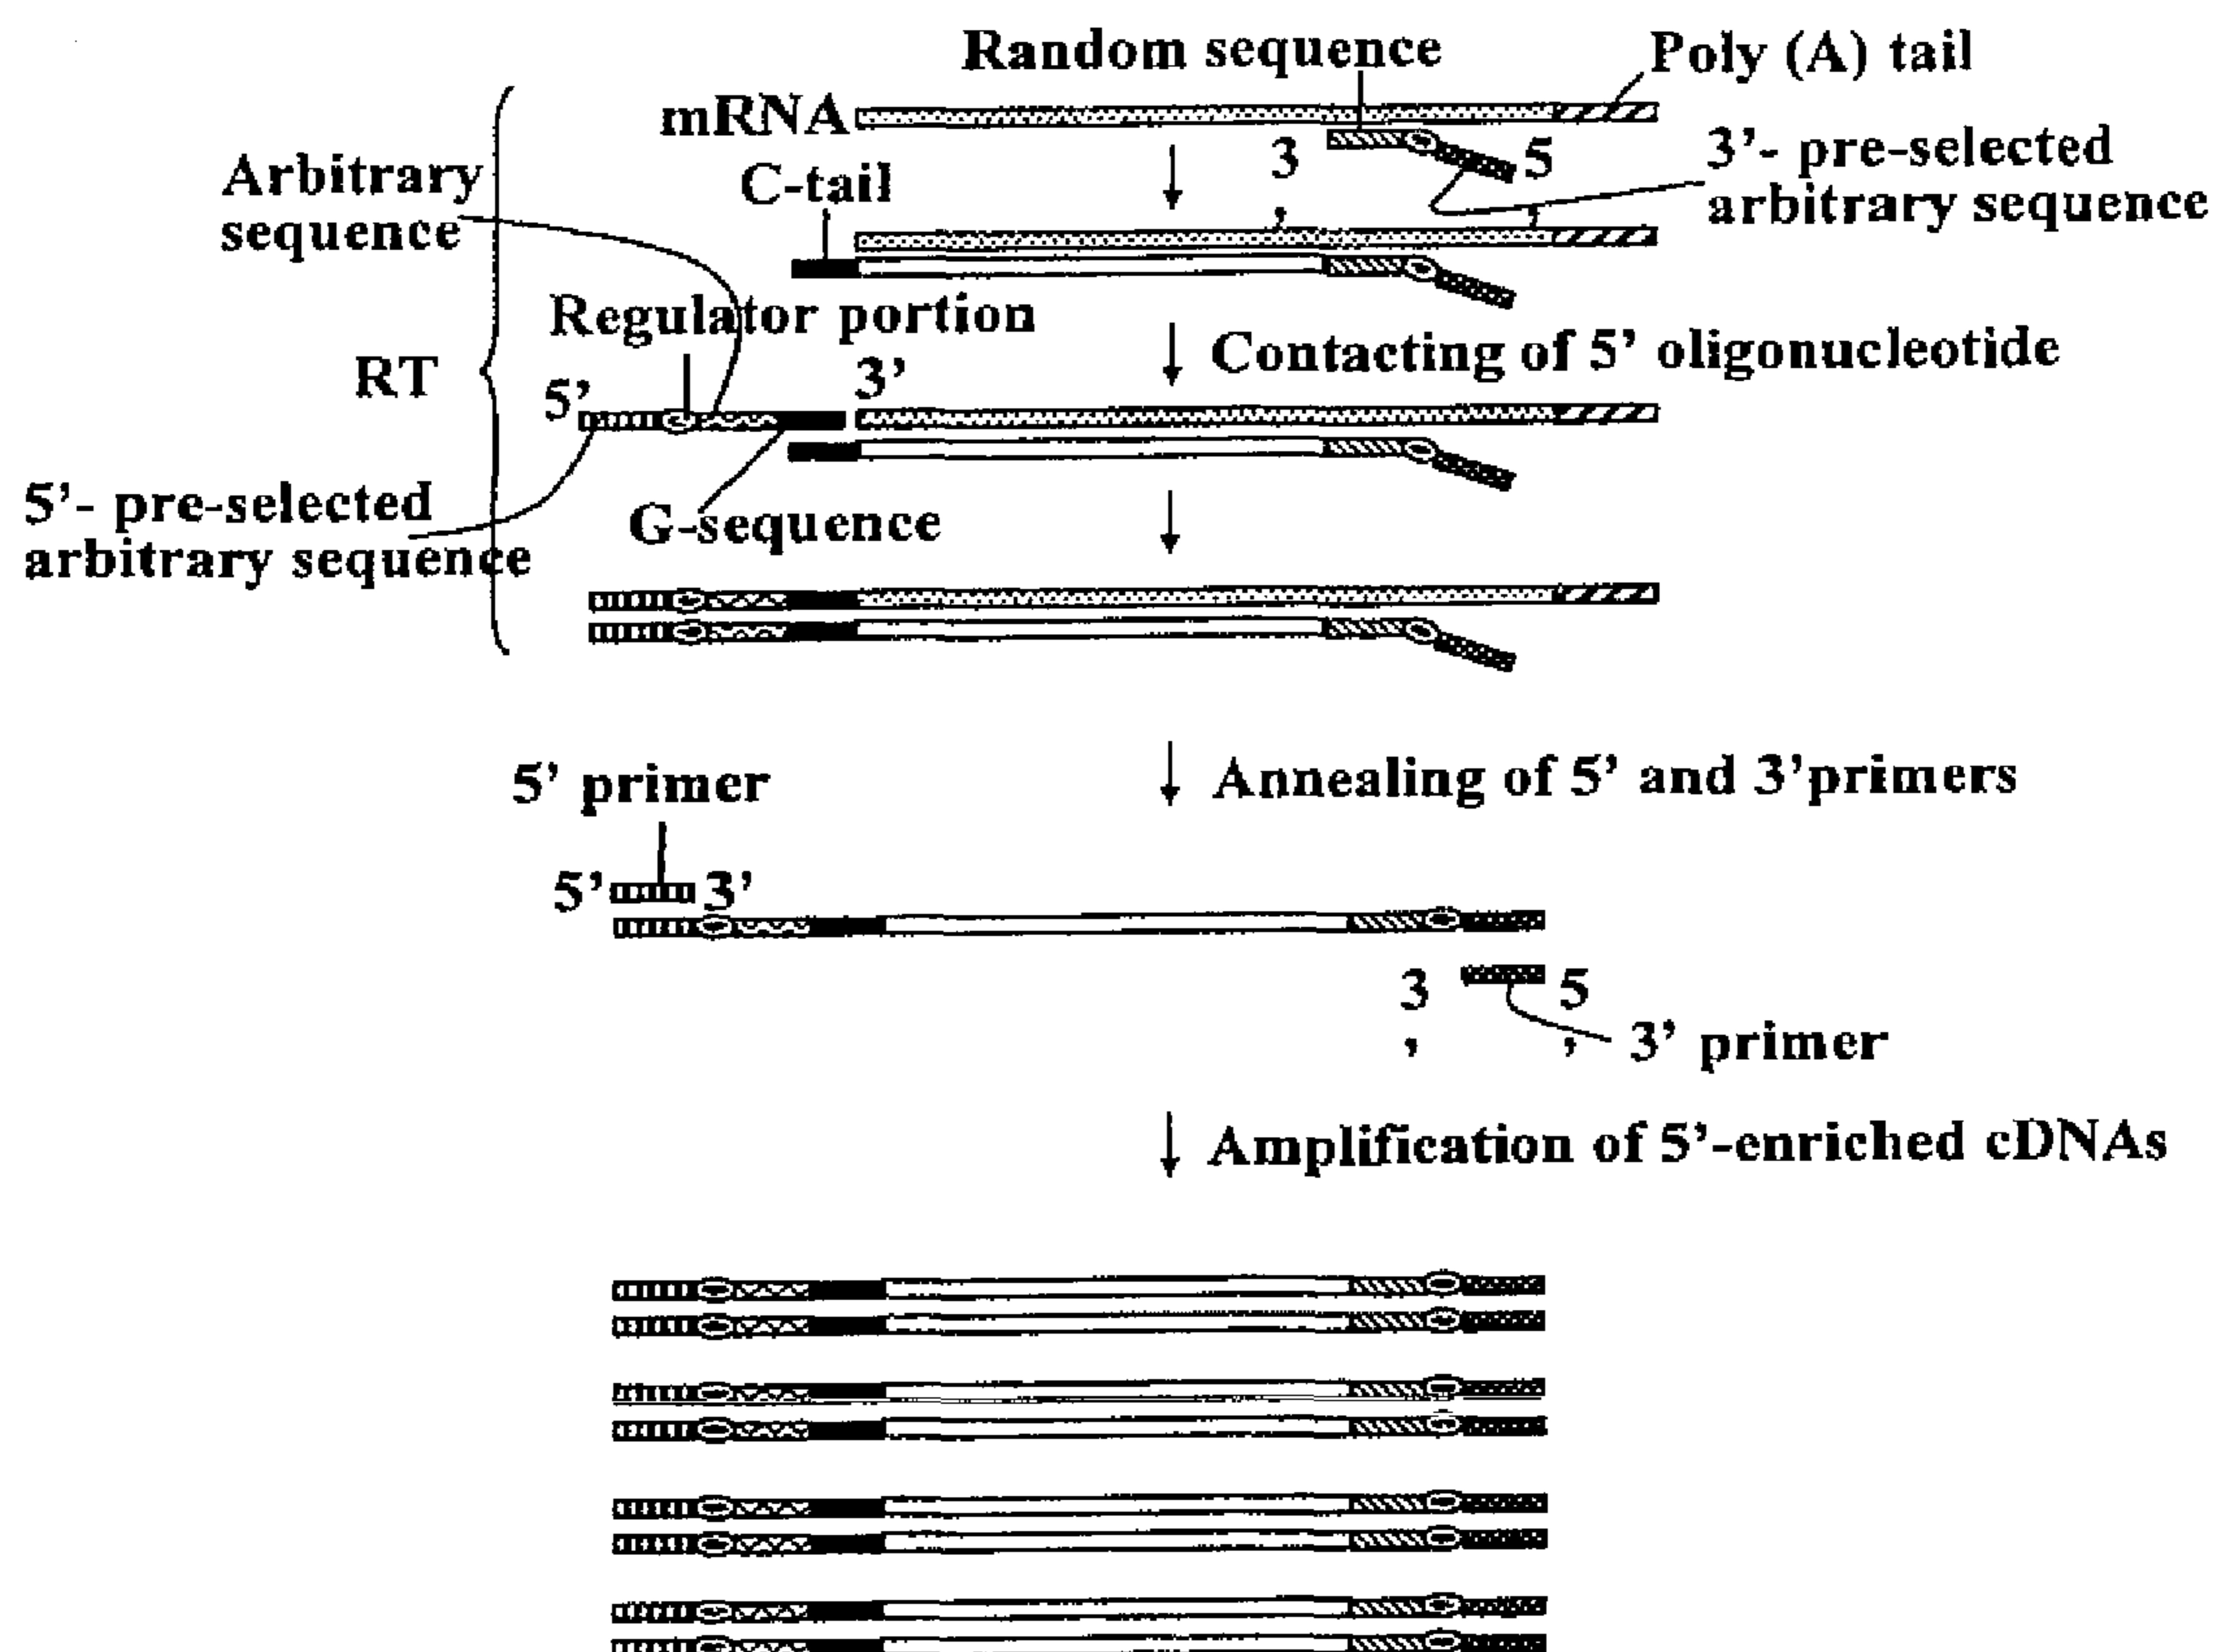 Random sequence
Poly (A) tail
mRNA
3
5
3’- pre-selected
arbitrary sequence
’
’
Arbitrary
sequence
C-tail
Regulator portion
RT
5’
3’
Contacting of 5’ oligonucleotide
5’- pre-selected
arbitrary sequence
G-sequence
Annealing of 5’ and 3’primers
5’ primer
5’
3’
3
5
’
’
3’ primer
Amplification of 5’-enriched cDNAs